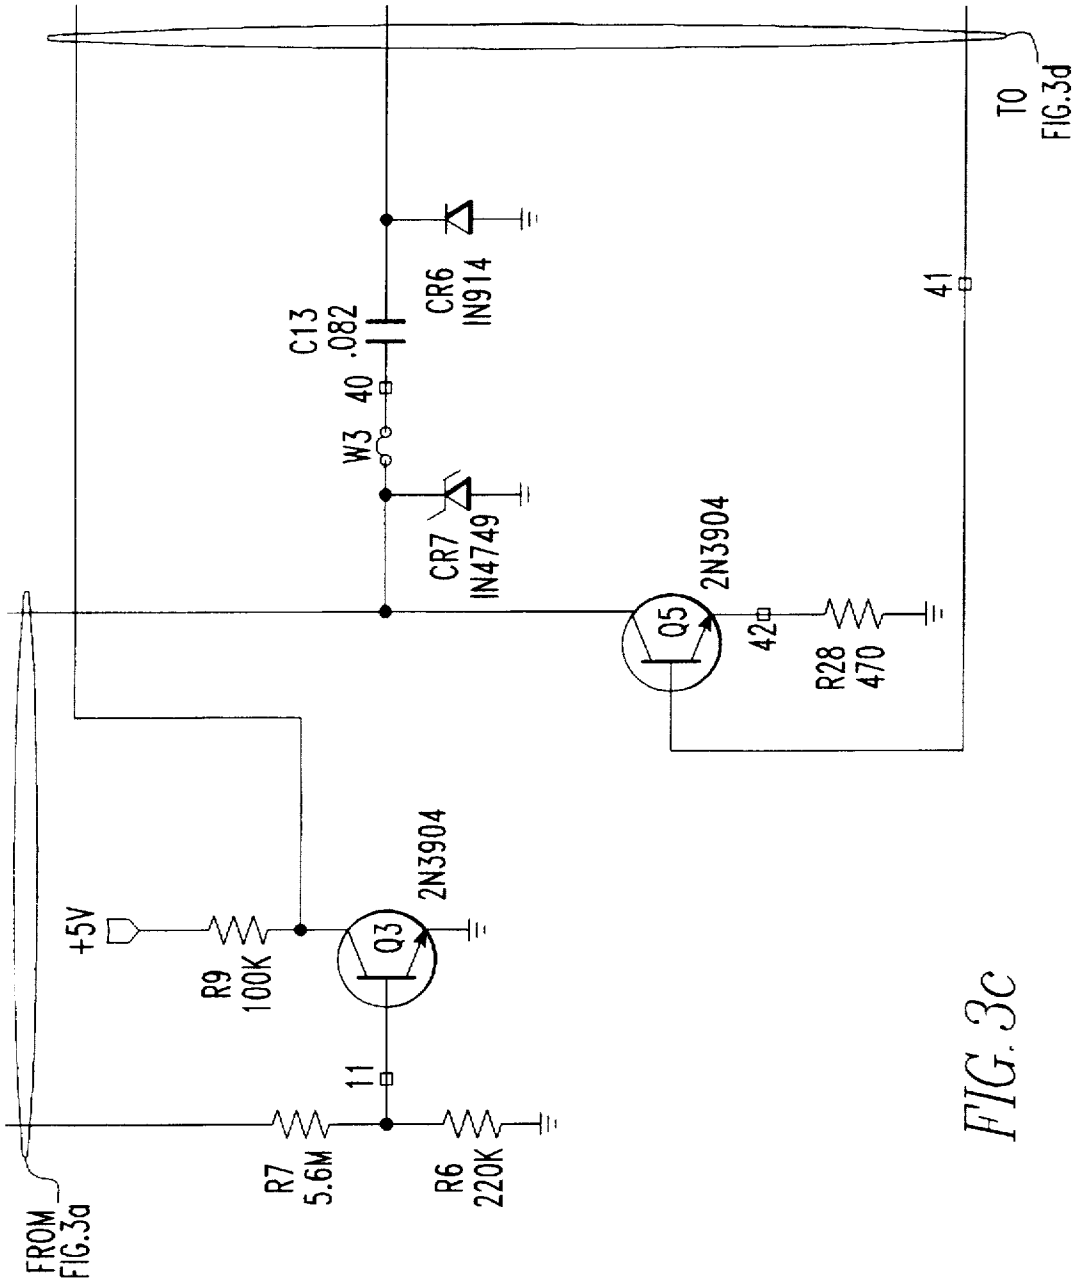 FROM
FIG.3a
+5V
R9
100K
R7
5.6M
11
R6
220K
Q3
2N3904
CR7
IN4749
W3
40
C13
.082
CR6
IN914
Q5
2N3904
42
R28
470
41
TO
FIG.3d
FIG. 3c